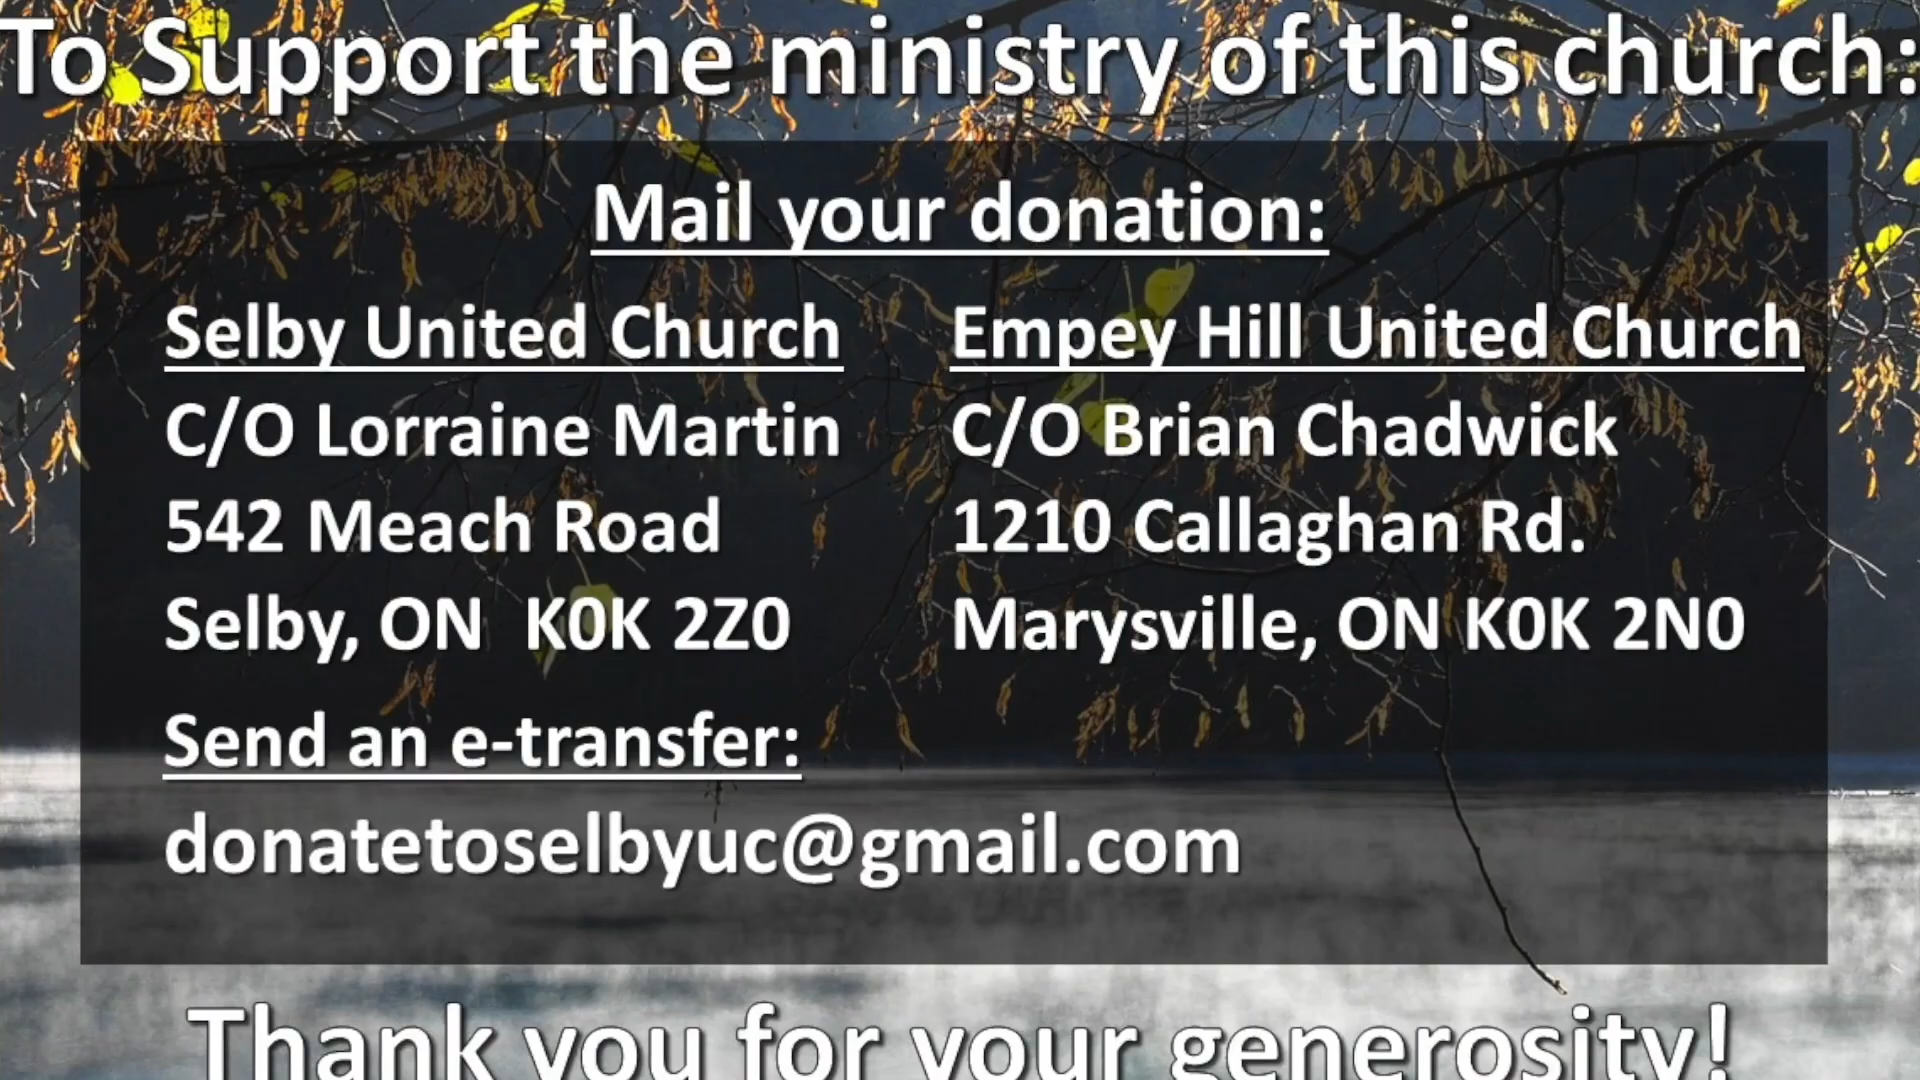 To Support the ministry of this church:
Mail your donation:
Selby United Church
C/O Lorraine Martin
542 Meach Road
Selby, ON  K0K 2Z0
Empey Hill United Church
C/O Brian Chadwick
1210 Callaghan Rd.
Marysville, ON K0K 2N0
Send an e-transfer:
donatetoselbyuc@gmail.com
Thank you for your generosity!